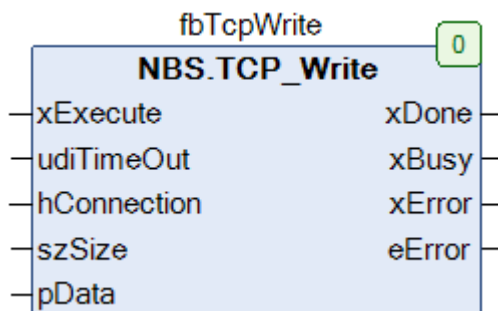 fbTcpWrite
0
NBS.TCP_Write
xExecute xDone
udiTimeOut xBusy
hConnection xError
szSize eError
pData